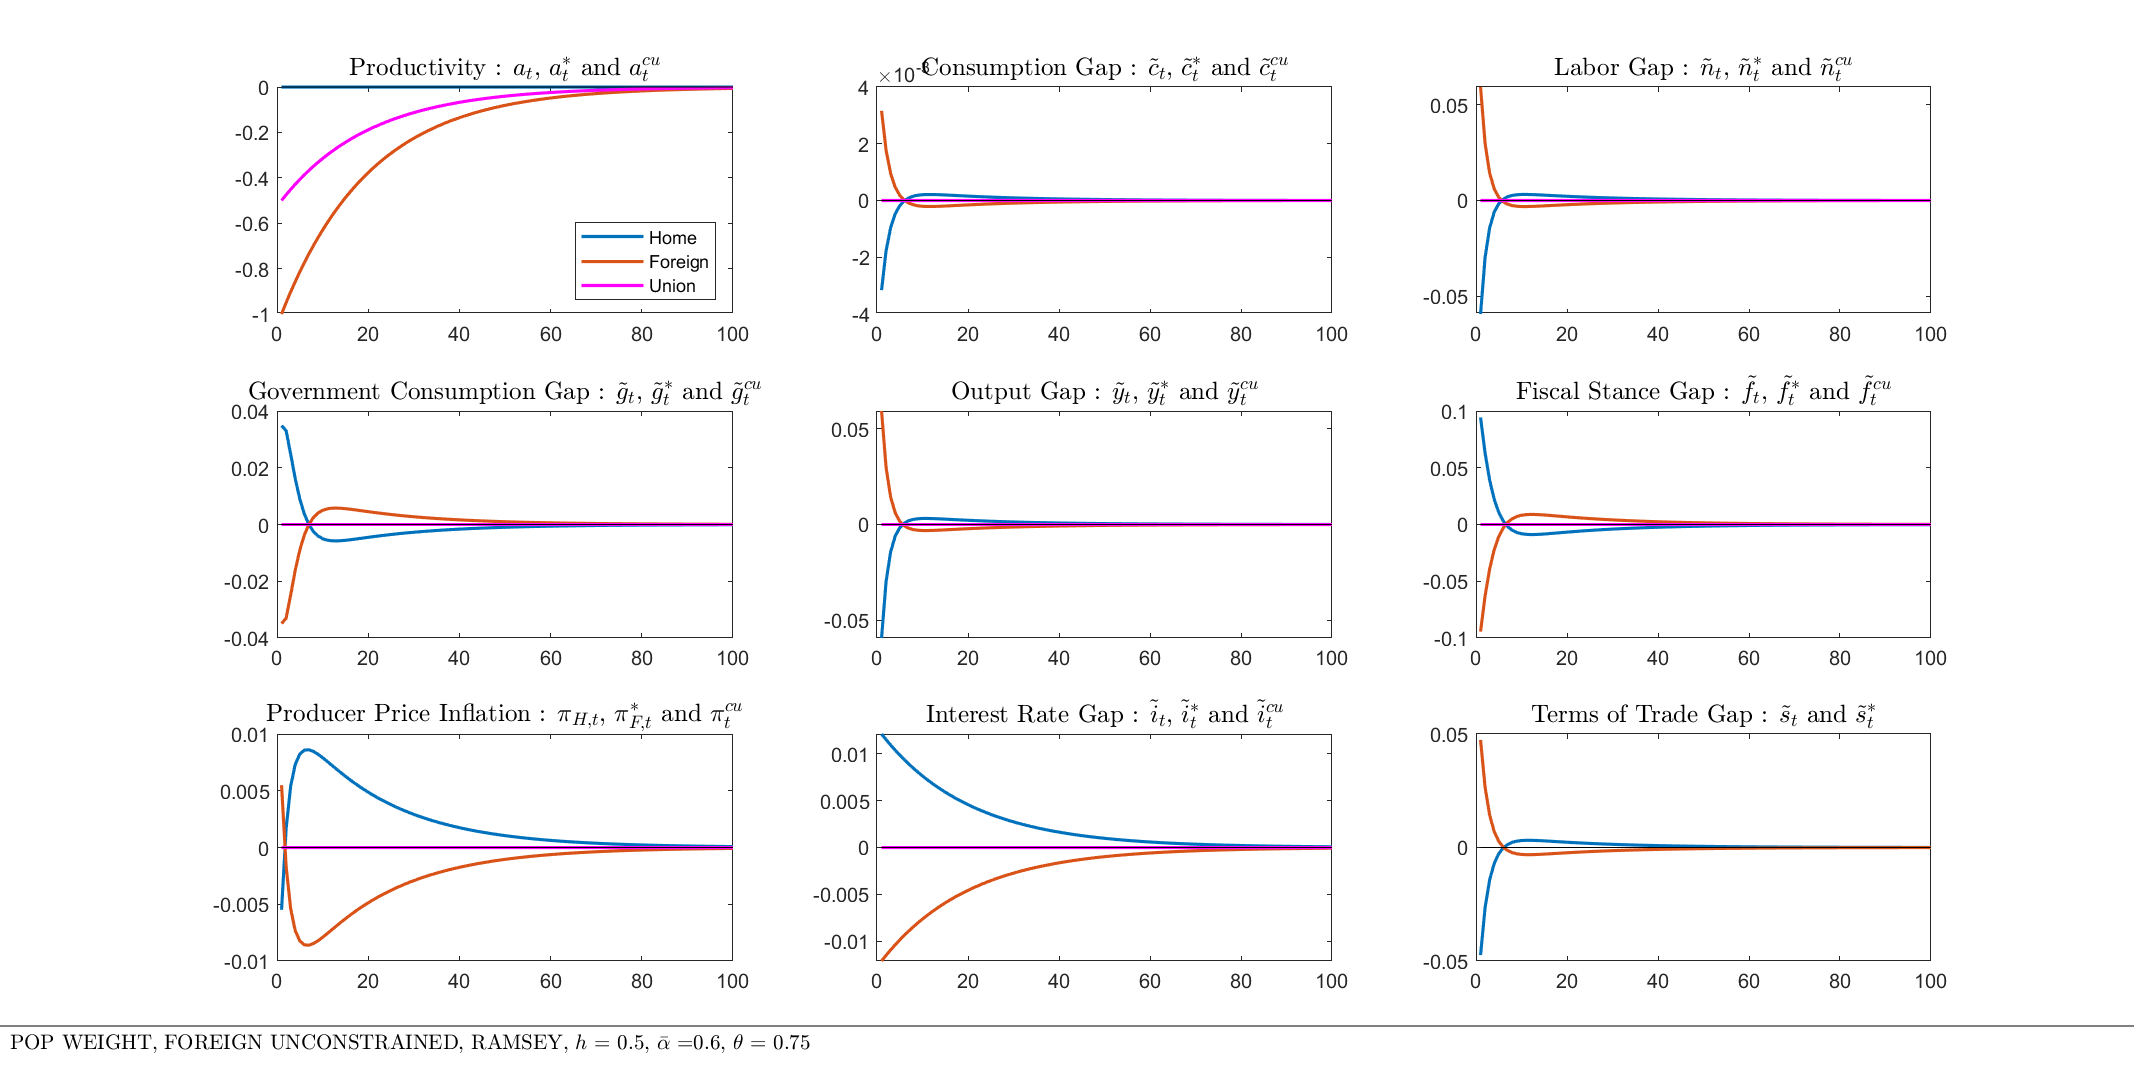 Productivity : a_t, a_t^* and a_t^{cu}
0
-0.2
-0.4
-0.6
-0.8
-1
0 20 40 60 80 100
Home
Foreign
Union
Consumption Gap : c̃_t, c̃_t^* and c̃_t^{cu}
×10^{-3}
4
2
0
-2
-4
0 20 40 60 80 100
Labor Gap : ñ_t, ñ_t^* and ñ_t^{cu}
0.05
0
-0.05
0 20 40 60 80 100
Government Consumption Gap : g̃_t, g̃_t^* and g̃_t^{cu}
0.04
0.02
0
-0.02
-0.04
0 20 40 60 80 100
Output Gap : ỹ_t, ỹ_t^* and ỹ_t^{cu}
0.05
0
-0.05
0 20 40 60 80 100
Fiscal Stance Gap : f̃_t, f̃_t^* and f̃_t^{cu}
0.1
0.05
0
-0.05
-0.1
0 20 40 60 80 100
Producer Price Inflation : π_{H,t}, π_{F,t}^* and π_t^{cu}
0.01
0.005
0
-0.005
-0.01
0 20 40 60 80 100
Interest Rate Gap : ĩ_t, ĩ_t^* and ĩ_t^{cu}
0.01
0.005
0
-0.005
-0.01
0 20 40 60 80 100
Terms of Trade Gap : s̃_t and s̃_t^*
0.05
0
-0.05
0 20 40 60 80 100
POP WEIGHT, FOREIGN UNCONSTRAINED, RAMSEY, h = 0.5, ᾱ =0.6, θ = 0.75